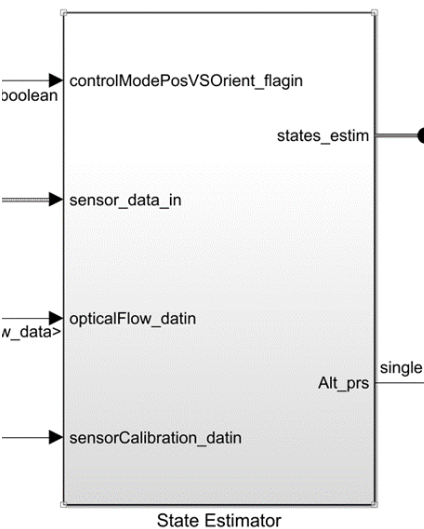 controlModePosVSOrient_flagin
boolean
states_estim
sensor_data_in
opticalFlow_datin
w_data>
single
Alt_prs
sensorCalibration_datin
State Estimator